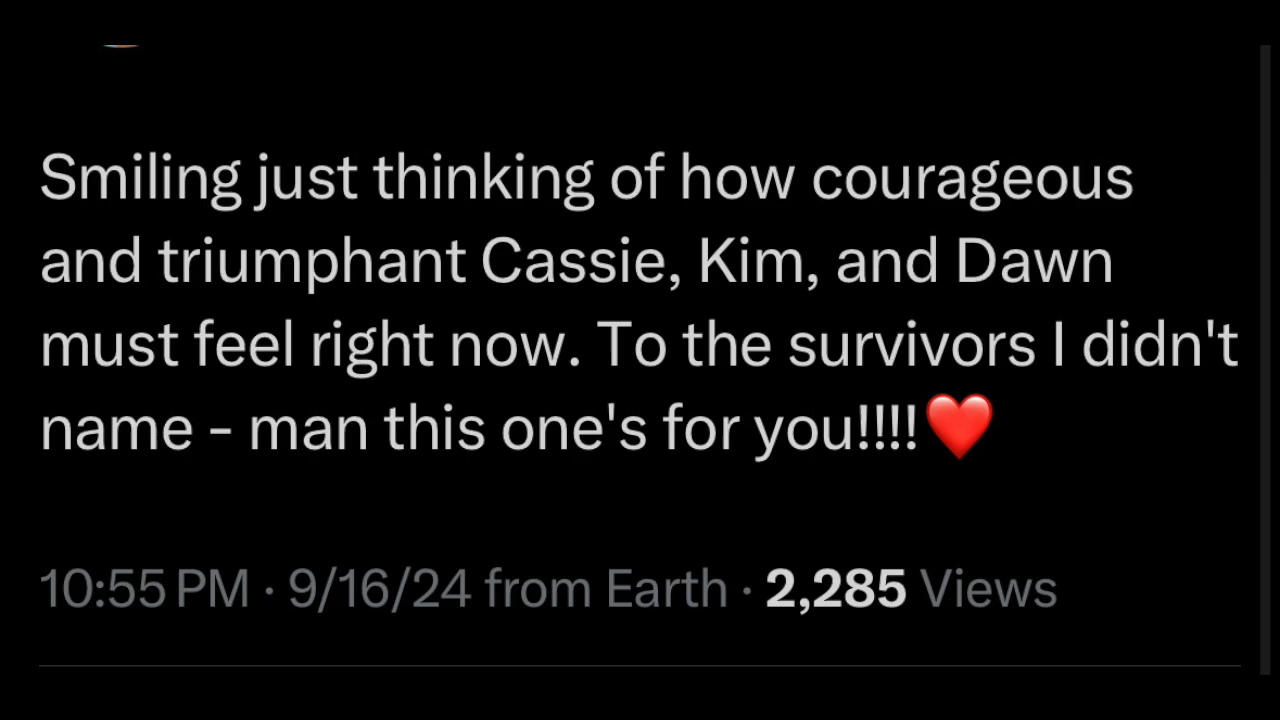 Smiling just thinking of how courageous
and triumphant Cassie, Kim, and Dawn
must feel right now. To the survivors I didn't
name - man this one's for you!!!!❤️
10:55 PM · 9/16/24 from Earth · 2,285 Views